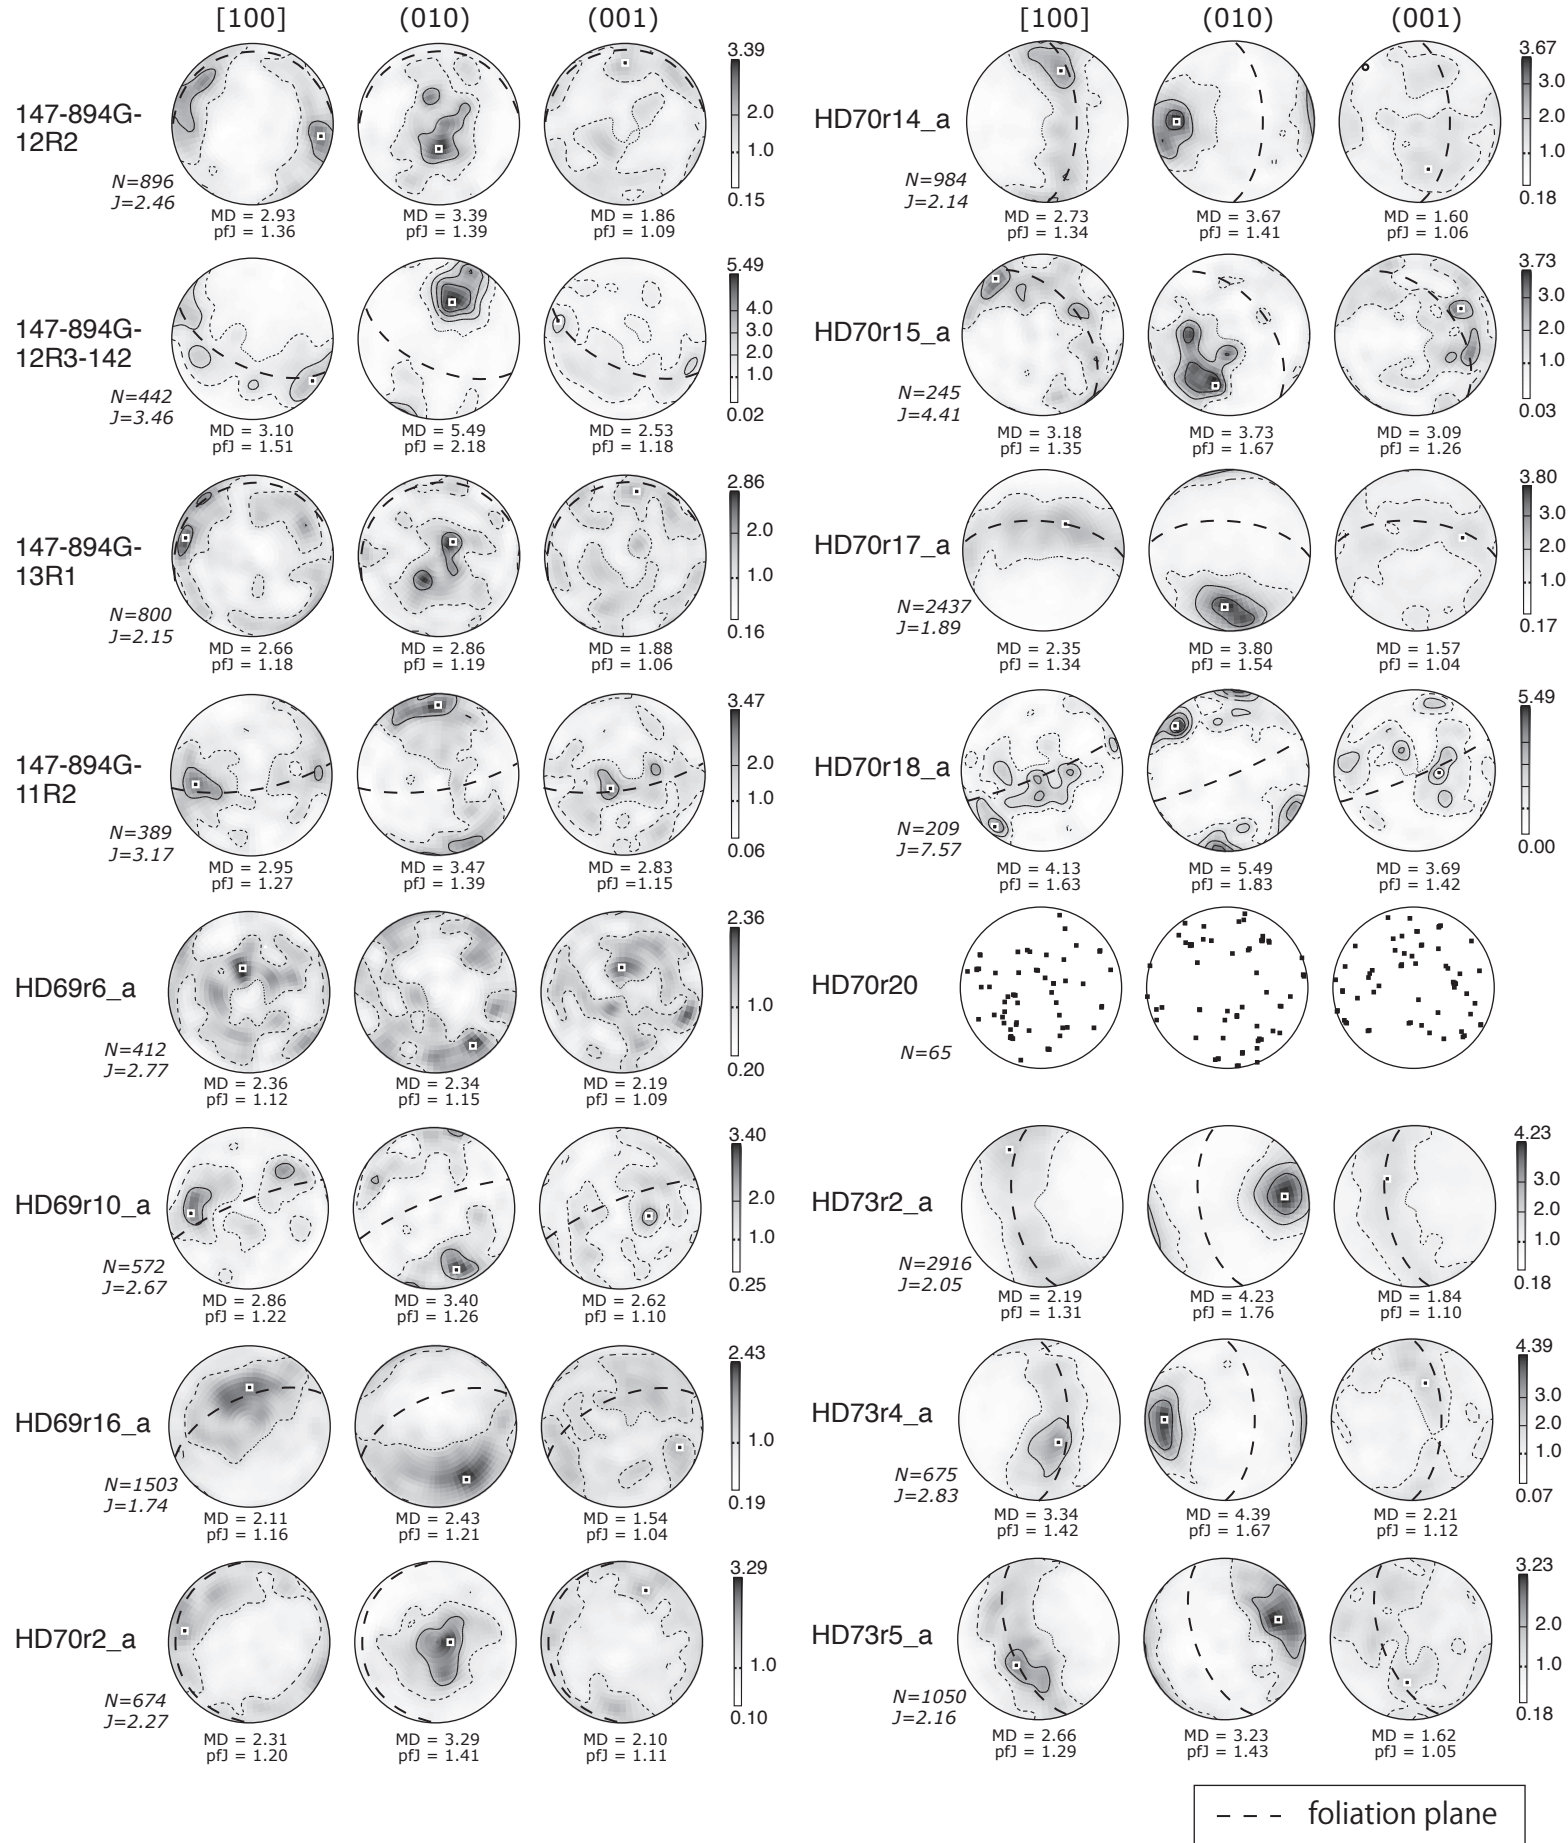 [100] (010) (001)
147-894G-
12R2
N=896
J=2.46
MD = 2.93
pfJ = 1.36
MD = 3.39
pfJ = 1.39
MD = 1.86
pfJ = 1.09
3.39
2.0
1.0
0.15
147-894G-
12R3-142
N=442
J=3.46
MD = 3.10
pfJ = 1.51
MD = 5.49
pfJ = 2.18
MD = 2.53
pfJ = 1.18
5.49
4.0
3.0
2.0
1.0
0.02
147-894G-
13R1
N=800
J=2.15
MD = 2.66
pfJ = 1.18
MD = 2.86
pfJ = 1.19
MD = 1.88
pfJ = 1.06
2.86
2.0
1.0
0.16
147-894G-
11R2
N=389
J=3.17
MD = 2.95
pfJ = 1.27
MD = 3.47
pfJ = 1.39
MD = 2.83
pfJ =1.15
3.47
2.0
1.0
0.06
HD69r6_a
N=412
J=2.77
MD = 2.36
pfJ = 1.12
MD = 2.34
pfJ = 1.15
MD = 2.19
pfJ = 1.09
2.36
1.0
0.20
HD69r10_a
N=572
J=2.67
MD = 2.86
pfJ = 1.22
MD = 3.40
pfJ = 1.26
MD = 2.62
pfJ = 1.10
3.40
2.0
1.0
0.25
HD69r16_a
N=1503
J=1.74
MD = 2.11
pfJ = 1.16
MD = 2.43
pfJ = 1.21
MD = 1.54
pfJ = 1.04
2.43
1.0
0.19
HD70r2_a
N=674
J=2.27
MD = 2.31
pfJ = 1.20
MD = 3.29
pfJ = 1.41
MD = 2.10
pfJ = 1.11
3.29
1.0
0.10
[100] (010) (001)
HD70r14_a
N=984
J=2.14
MD = 2.73
pfJ = 1.34
MD = 3.67
pfJ = 1.41
MD = 1.60
pfJ = 1.06
3.67
3.0
2.0
1.0
0.18
HD70r15_a
N=245
J=4.41
MD = 3.18
pfJ = 1.35
MD = 3.73
pfJ = 1.67
MD = 3.09
pfJ = 1.26
3.73
3.0
2.0
1.0
0.03
HD70r17_a
N=2437
J=1.89
MD = 2.35
pfJ = 1.34
MD = 3.80
pfJ = 1.54
MD = 1.57
pfJ = 1.04
3.80
3.0
2.0
1.0
0.17
HD70r18_a
N=209
J=7.57
MD = 4.13
pfJ = 1.63
MD = 5.49
pfJ = 1.83
MD = 3.69
pfJ = 1.42
5.49
0.00
HD70r20
N=65
HD73r2_a
N=2916
J=2.05
MD = 2.19
pfJ = 1.31
MD = 4.23
pfJ = 1.76
MD = 1.84
pfJ = 1.10
4.23
3.0
2.0
1.0
0.18
HD73r4_a
N=675
J=2.83
MD = 3.34
pfJ = 1.42
MD = 4.39
pfJ = 1.67
MD = 2.21
pfJ = 1.12
4.39
3.0
2.0
1.0
0.07
HD73r5_a
N=1050
J=2.16
MD = 2.66
pfJ = 1.29
MD = 3.23
pfJ = 1.43
MD = 1.62
pfJ = 1.05
3.23
2.0
1.0
0.18
foliation plane